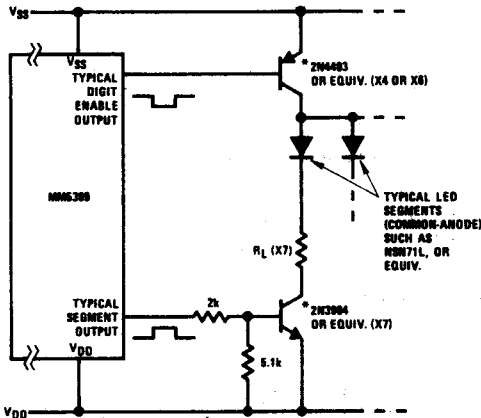 VSS
VSS
TYPICAL
DIGIT
ENABLE
OUTPUT
* 2N4403
OR EQUIV. (X4 OR X6)
MM5309
TYPICAL LED
SEGMENTS
(COMMON-ANODE)
SUCH AS
NSN71L, OR
EQUIV.
RL (X7)
TYPICAL
SEGMENT
OUTPUT
2k
* 2N3904
OR EQUIV. (X7)
5.1k
VDD
VDD